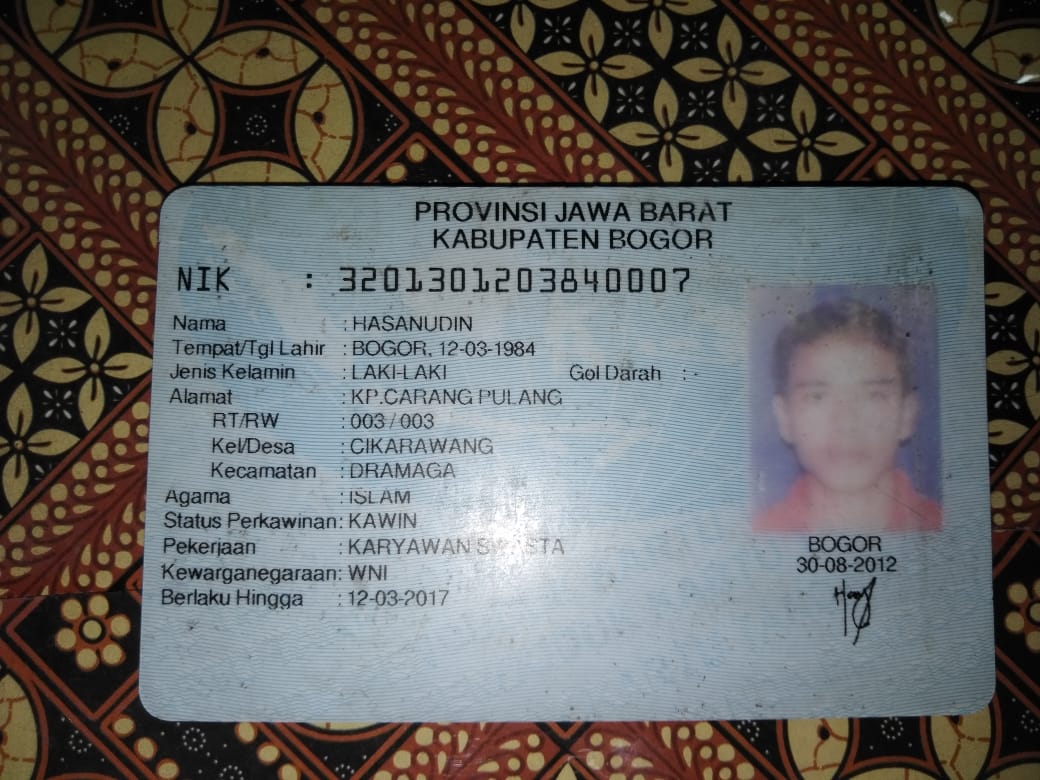 PROVINSI JAWA BARAT
KABUPATEN BOGOR
NIK : 3201301203840007
Nama : HASANUDIN
Tempat/Tgl Lahir : BOGOR, 12-03-1984
Jenis Kelamin : LAKI-LAKI Gol Darah : -
Alamat : KP.CARANG PULANG
RT/RW : 003 / 003
Kel/Desa : CIKARAWANG
Kecamatan : DRAMAGA
Agama : ISLAM
Status Perkawinan : KAWIN
Pekerjaan : KARYAWAN SWASTA
Kewarganegaraan : WNI
Berlaku Hingga : 12-03-2017
BOGOR
30-08-2012